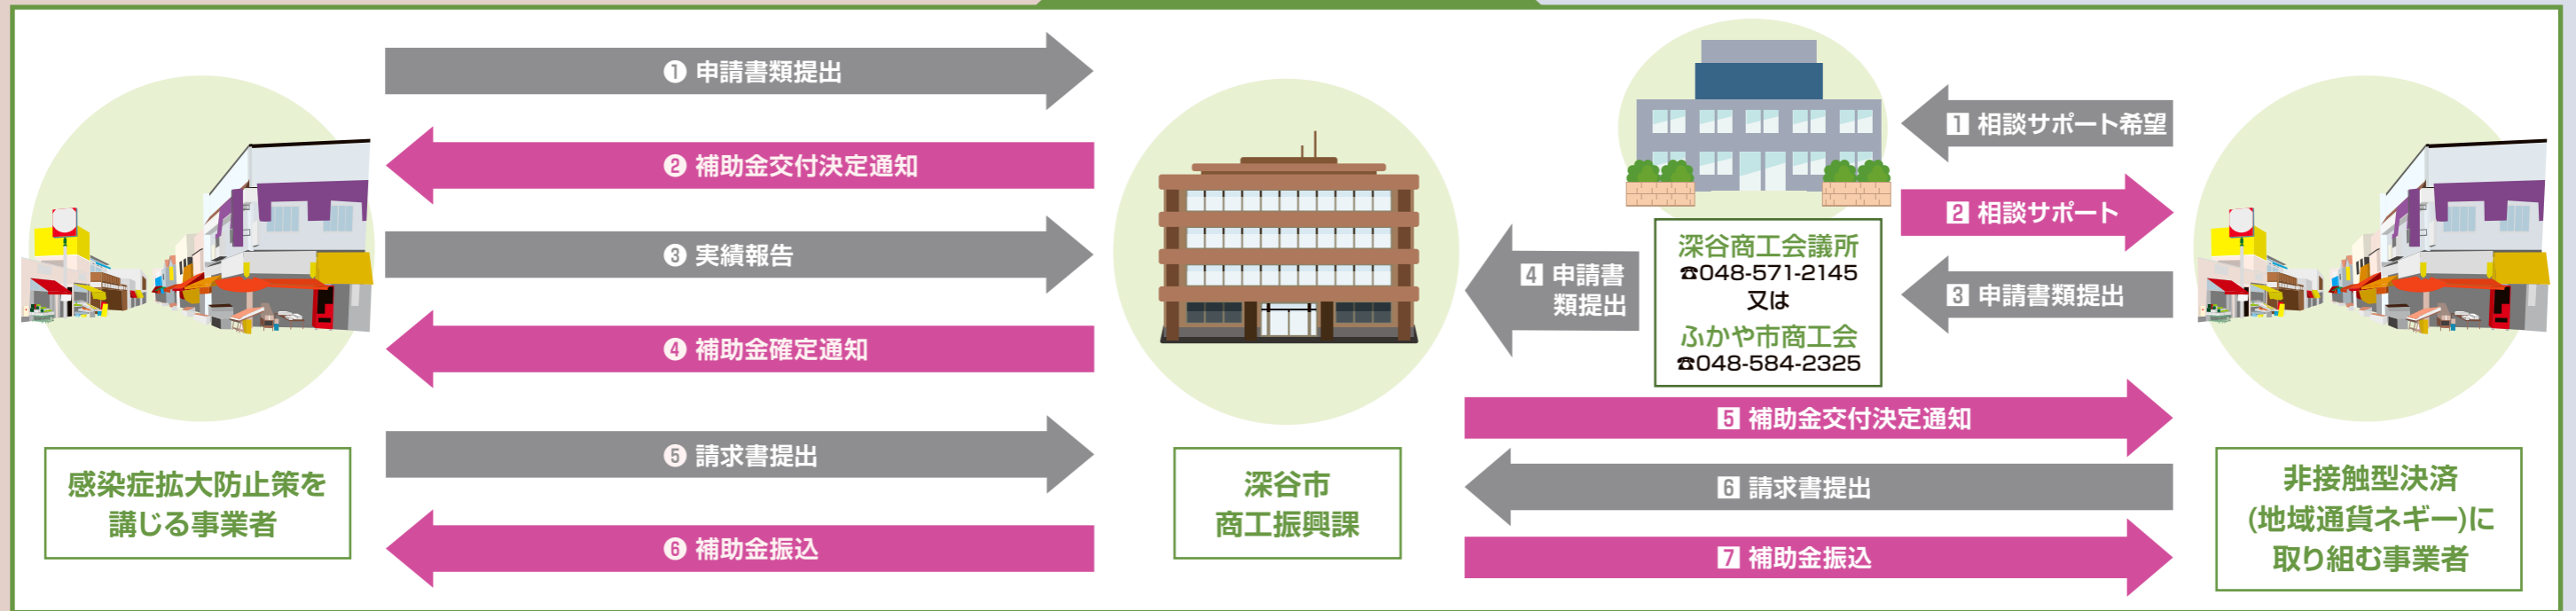 ❶ 申請書類提出
❷ 補助金交付決定通知
❸ 実績報告
❹ 補助金確定通知
❺ 請求書提出
❻ 補助金振込
感染症拡大防止策を
講じる事業者
深谷市
商工振興課
1 相談サポート希望
2 相談サポート
3 申請書類提出
4 申請書
類提出
深谷商工会議所
☎048-571-2145
又は
ふかや市商工会
☎048-584-2325
5 補助金交付決定通知
6 請求書提出
7 補助金振込
非接触型決済
(地域通貨ネギー)に
取り組む事業者